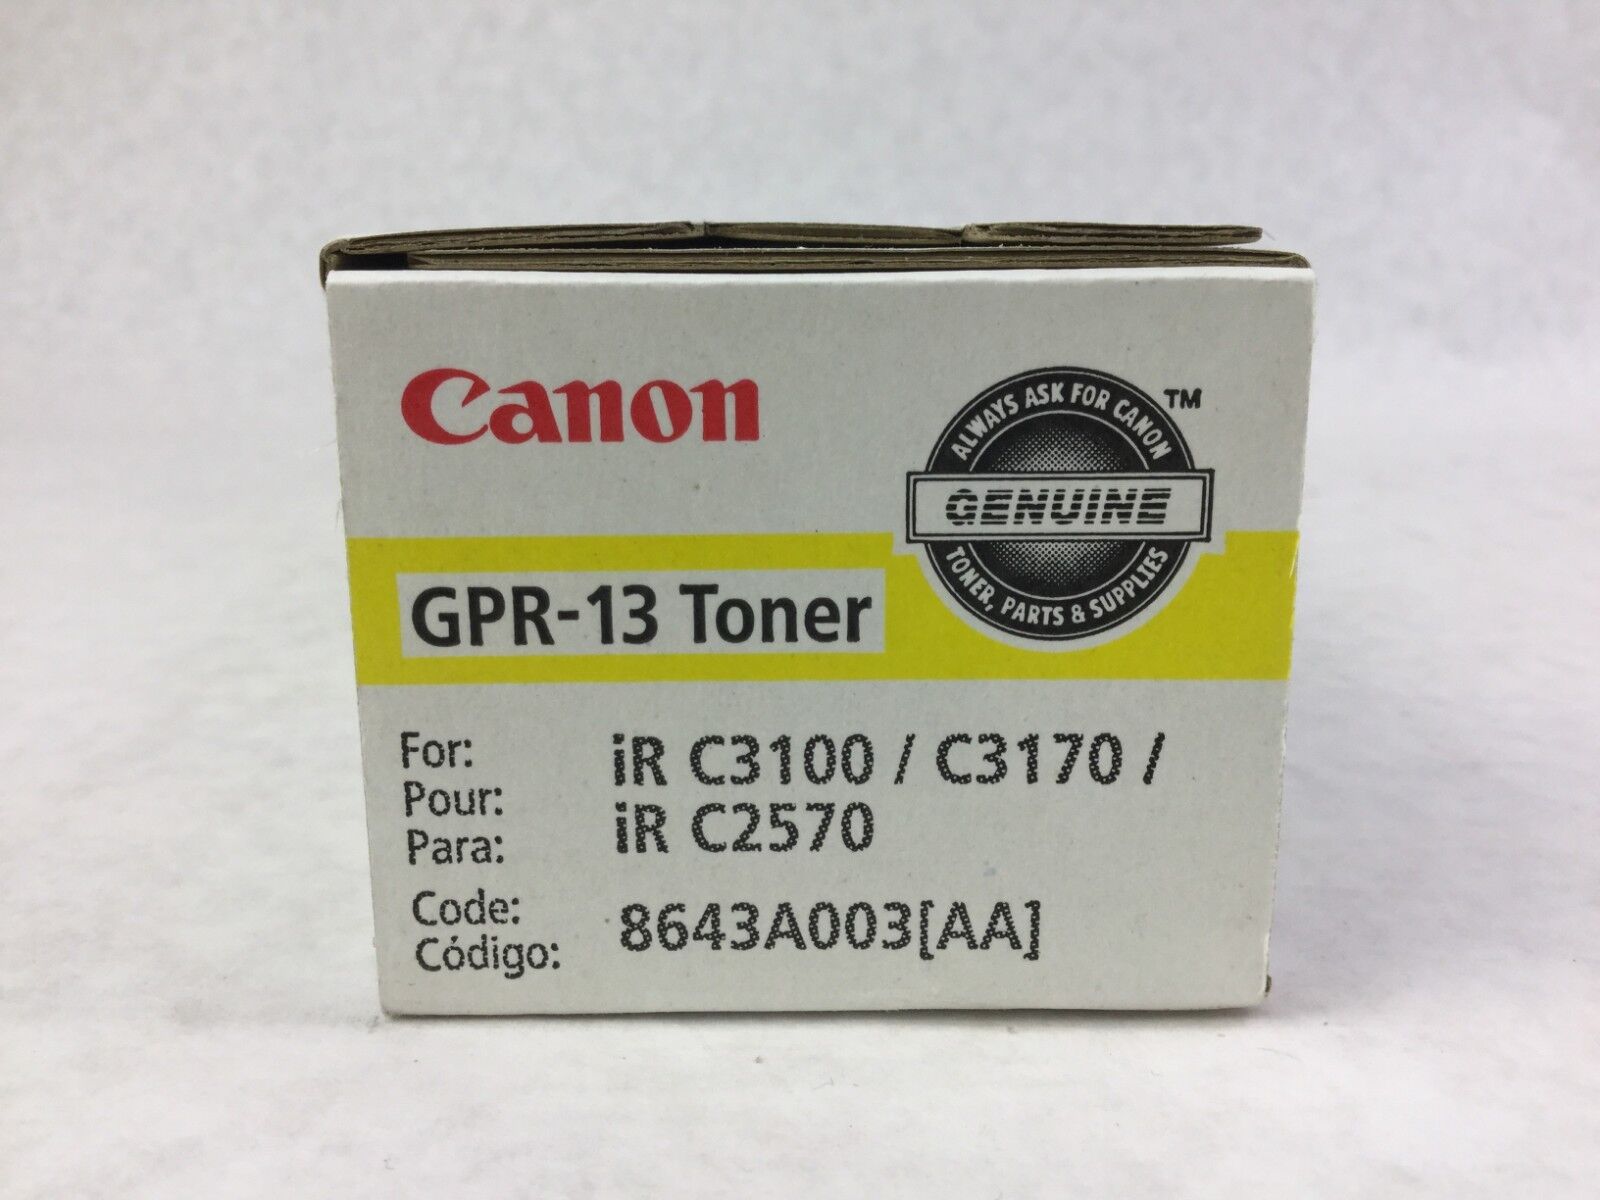 Canon
ALWAYS ASK FOR CANON
TM
GENUINE
TONER, PARTS & SUPPLIES
GPR-13 Toner
For: iR C3100 / C3170 /
Pour: iR C2570
Para:
Code: 8643A003[AA]
Código: